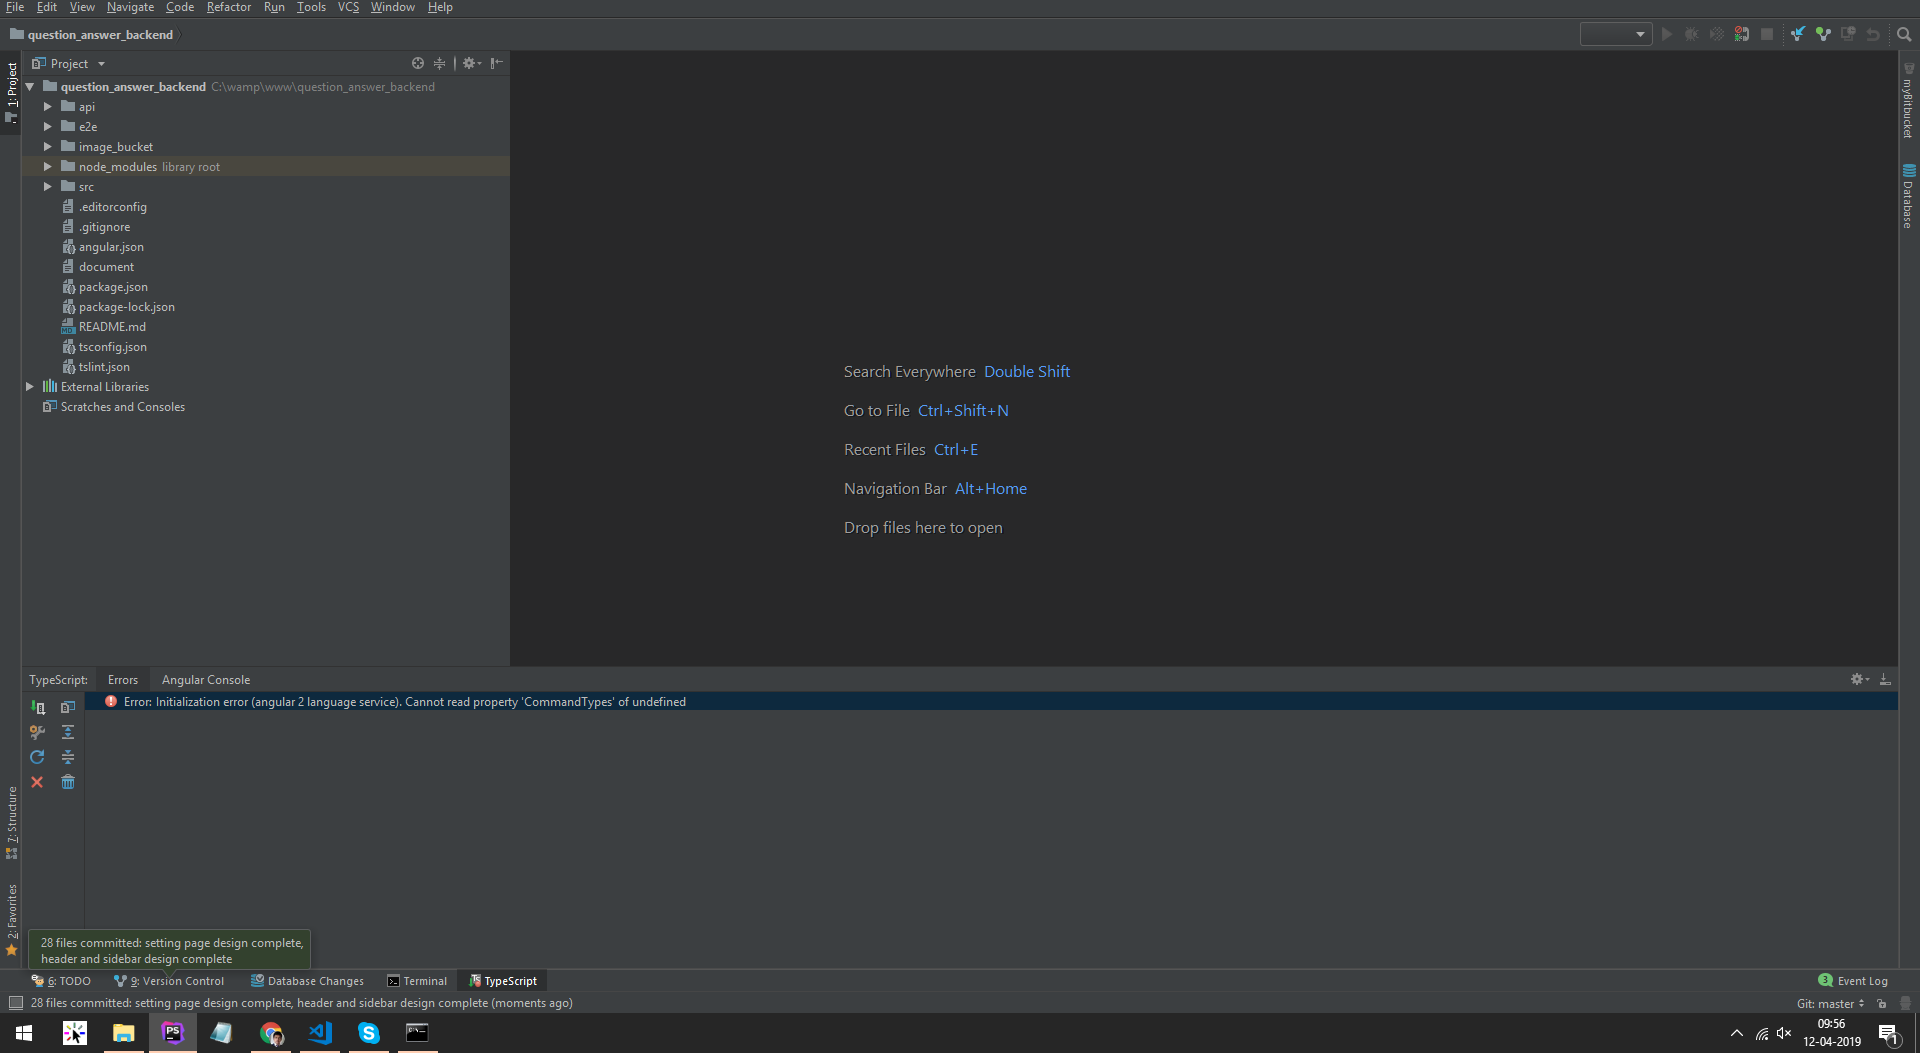 File Edit View Navigate Code Refactor Run Tools VCS Window Help
question_answer_backend
1: Project
Project
question_answer_backend C:\wamp\www\question_answer_backend
api
e2e
image_bucket
node_modules library root
src
.editorconfig
.gitignore
angular.json
document
package.json
package-lock.json
README.md
tsconfig.json
tslint.json
External Libraries
Scratches and Consoles
Search Everywhere Double Shift
Go to File Ctrl+Shift+N
Recent Files Ctrl+E
Navigation Bar Alt+Home
Drop files here to open
myBitbucket
Database
TypeScript: Errors Angular Console
Error: Initialization error (angular 2 language service). Cannot read property 'CommandTypes' of undefined
7: Structure
2: Favorites
28 files committed: setting page design complete,
header and sidebar design complete
6: TODO 9: Version Control Database Changes Terminal TypeScript 3 Event Log
28 files committed: setting page design complete, header and sidebar design complete (moments ago) Git: master
PS
09:56
12-04-2019
1